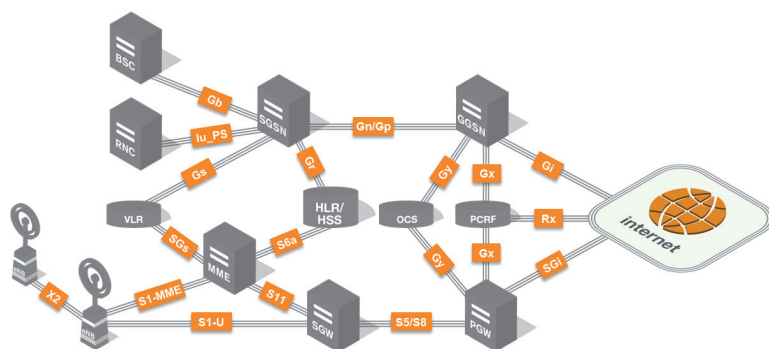 BSC
Gb
SGSN
Gn/Gp
GGSN
RNC
Iu_PS
Gs
Gr
Gy
Gx
Gi
VLR
HLR/
HSS
OCS
PCRF
Rx
internet
SGs
MME
S6a
Gy
Gx
SGi
eNB
X2
S1-MME
S11
eNB
S1-U
SGW
S5/S8
PGW